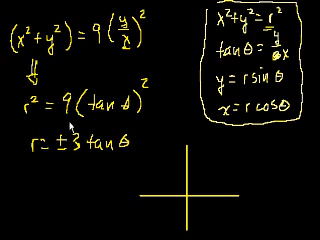 (x²+y²) = 9(y/x)²
⇓
r² = 9(tan θ)²
r = ±3 tan θ
x²+y² = r²
tan θ = y/x
y = r sin θ
x = r cos θ